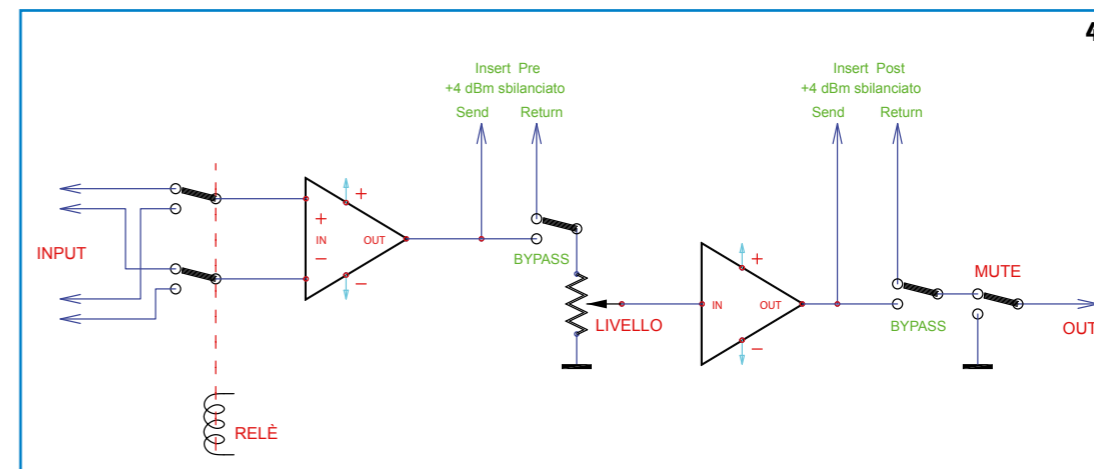 4
Insert Pre
+4 dBm sbilanciato
Send Return
Insert Post
+4 dBm sbilanciato
Send Return
INPUT
+
+
IN OUT
−
−
BYPASS
LIVELLO
RELÈ
+
IN OUT
−
BYPASS
MUTE
OUT